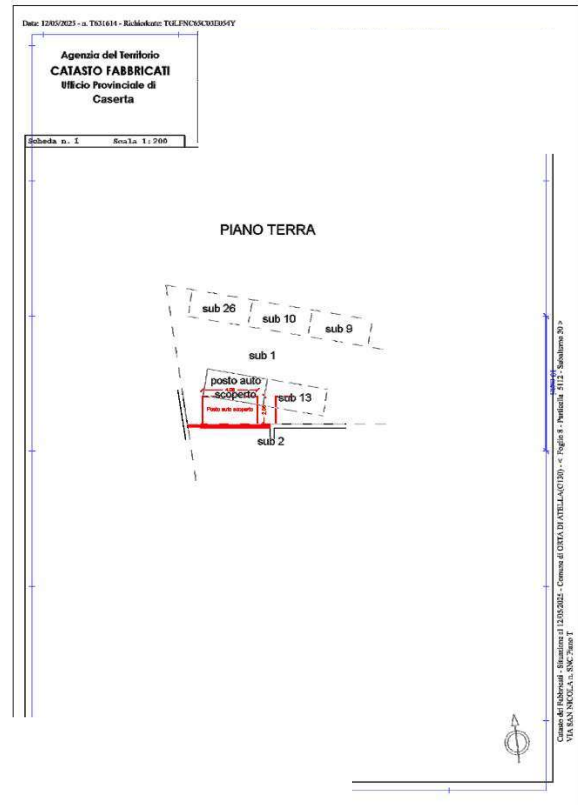 Data: 12/05/2025 - n. T631614 - Richiedente:
Agenzia del Territorio
CATASTO FABBRICATI
Ufficio Provinciale di
Caserta
Scheda n. 1 Scala 1:200
PIANO TERRA
sub 26
sub 10
sub 9
sub 1
posto auto
scoperto
sub 13
Posto auto scoperto
sub 2
Catasto dei Fabbricati - Situazione al 12/05/2025 - Comune di ORTA DI ATELLA(G130) - < Foglio 8 - Particella 5112 - Subalterno 30 >
VIA SAN NICOLA n. SNC Piano T